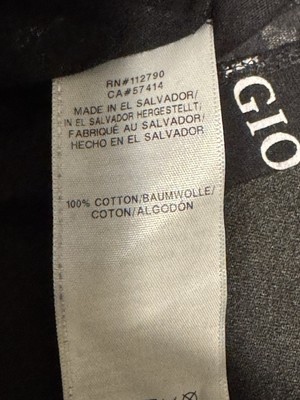 RN#112790
CA#57414
MADE IN EL SALVADOR/
IN EL SALVADOR HERGESTELLT/
FABRIQUÉ AU SALVADOR/
HECHO EN EL SALVADOR
100% COTTON/BAUMWOLLE/
COTON/ALGODÓN
GIO